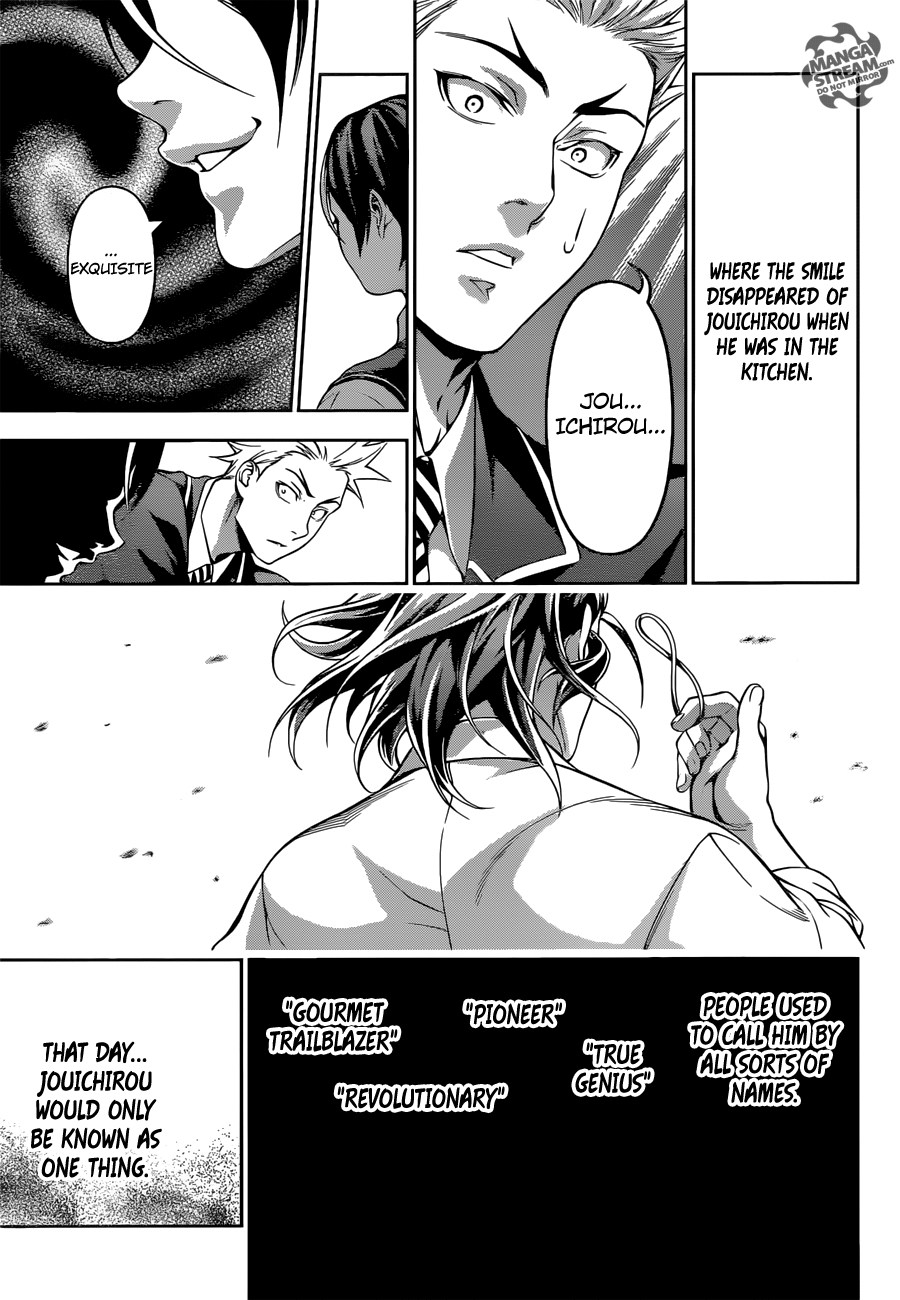 MANGA
STREAM.com
DO NOT MIRROR
WHERE THE SMILE
DISAPPEARED OF
JOUICHIROU WHEN
HE WAS IN THE
KITCHEN.
JOU...
ICHIROU...
...
EXQUISITE
PEOPLE USED
TO CALL HIM BY
ALL SORTS OF
NAMES.
"PIONEER"
"TRUE
GENIUS"
"GOURMET
TRAILBLAZER"
"REVOLUTIONARY"
THAT DAY...
JOUICHIROU
WOULD ONLY
BE KNOWN AS
ONE THING.